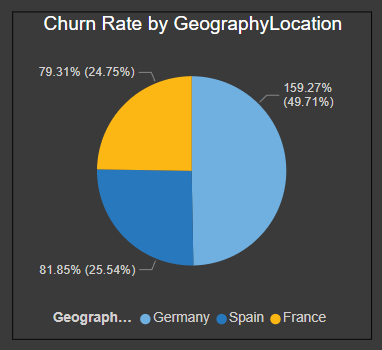 Churn Rate by GeographyLocation
79.31% (24.75%)
159.27%
(49.71%)
81.85% (25.54%)
Geograph... Germany Spain France